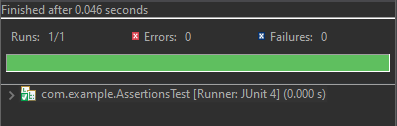 Finished after 0.046 seconds
Runs: 1/1 Errors: 0 Failures: 0
com.example.AssertionsTest [Runner: JUnit 4] (0.000 s)